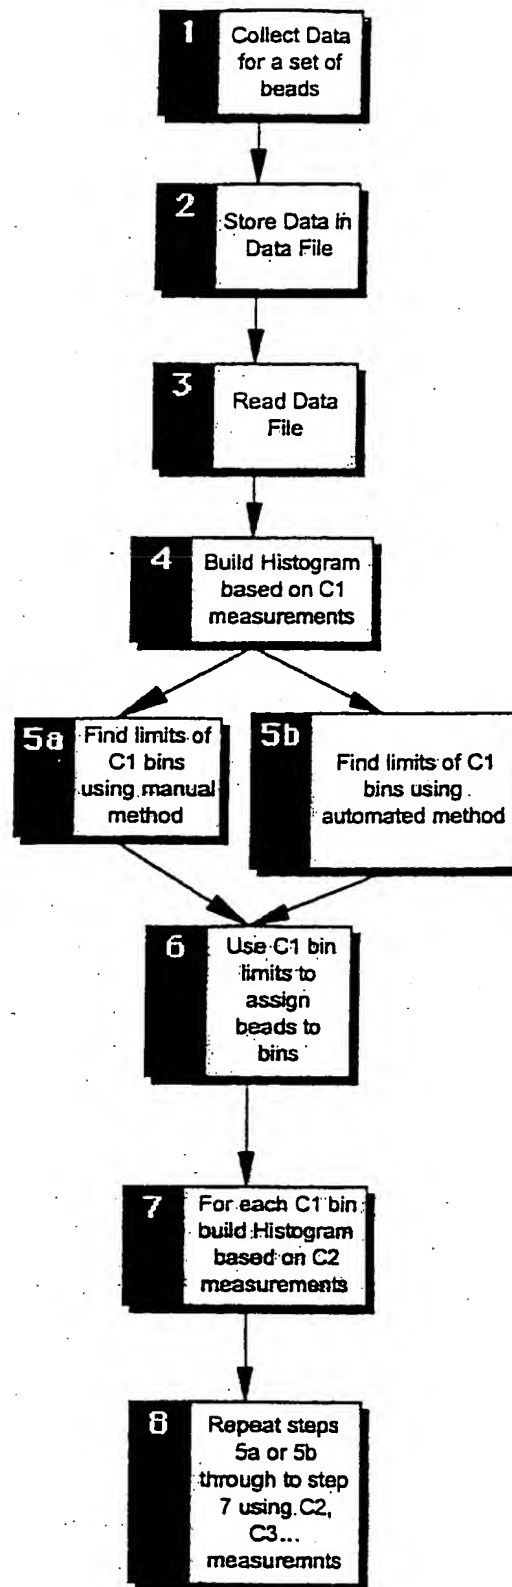 1
Collect Data
for a set of
beads
2
Store Data in
Data File
3
Read Data
File
4
Build Histogram
based on C1
measurements
5a
Find limits of
C1 bins
using manual
method
5b
Find limits of C1
bins using
automated method
6
Use C1 bin
limits to
assign
beads to
bins
7
For each C1 bin
build Histogram
based on C2
measurements
8
Repeat steps
5a or 5b
through to step
7 using C2,
C3...
measuremnts